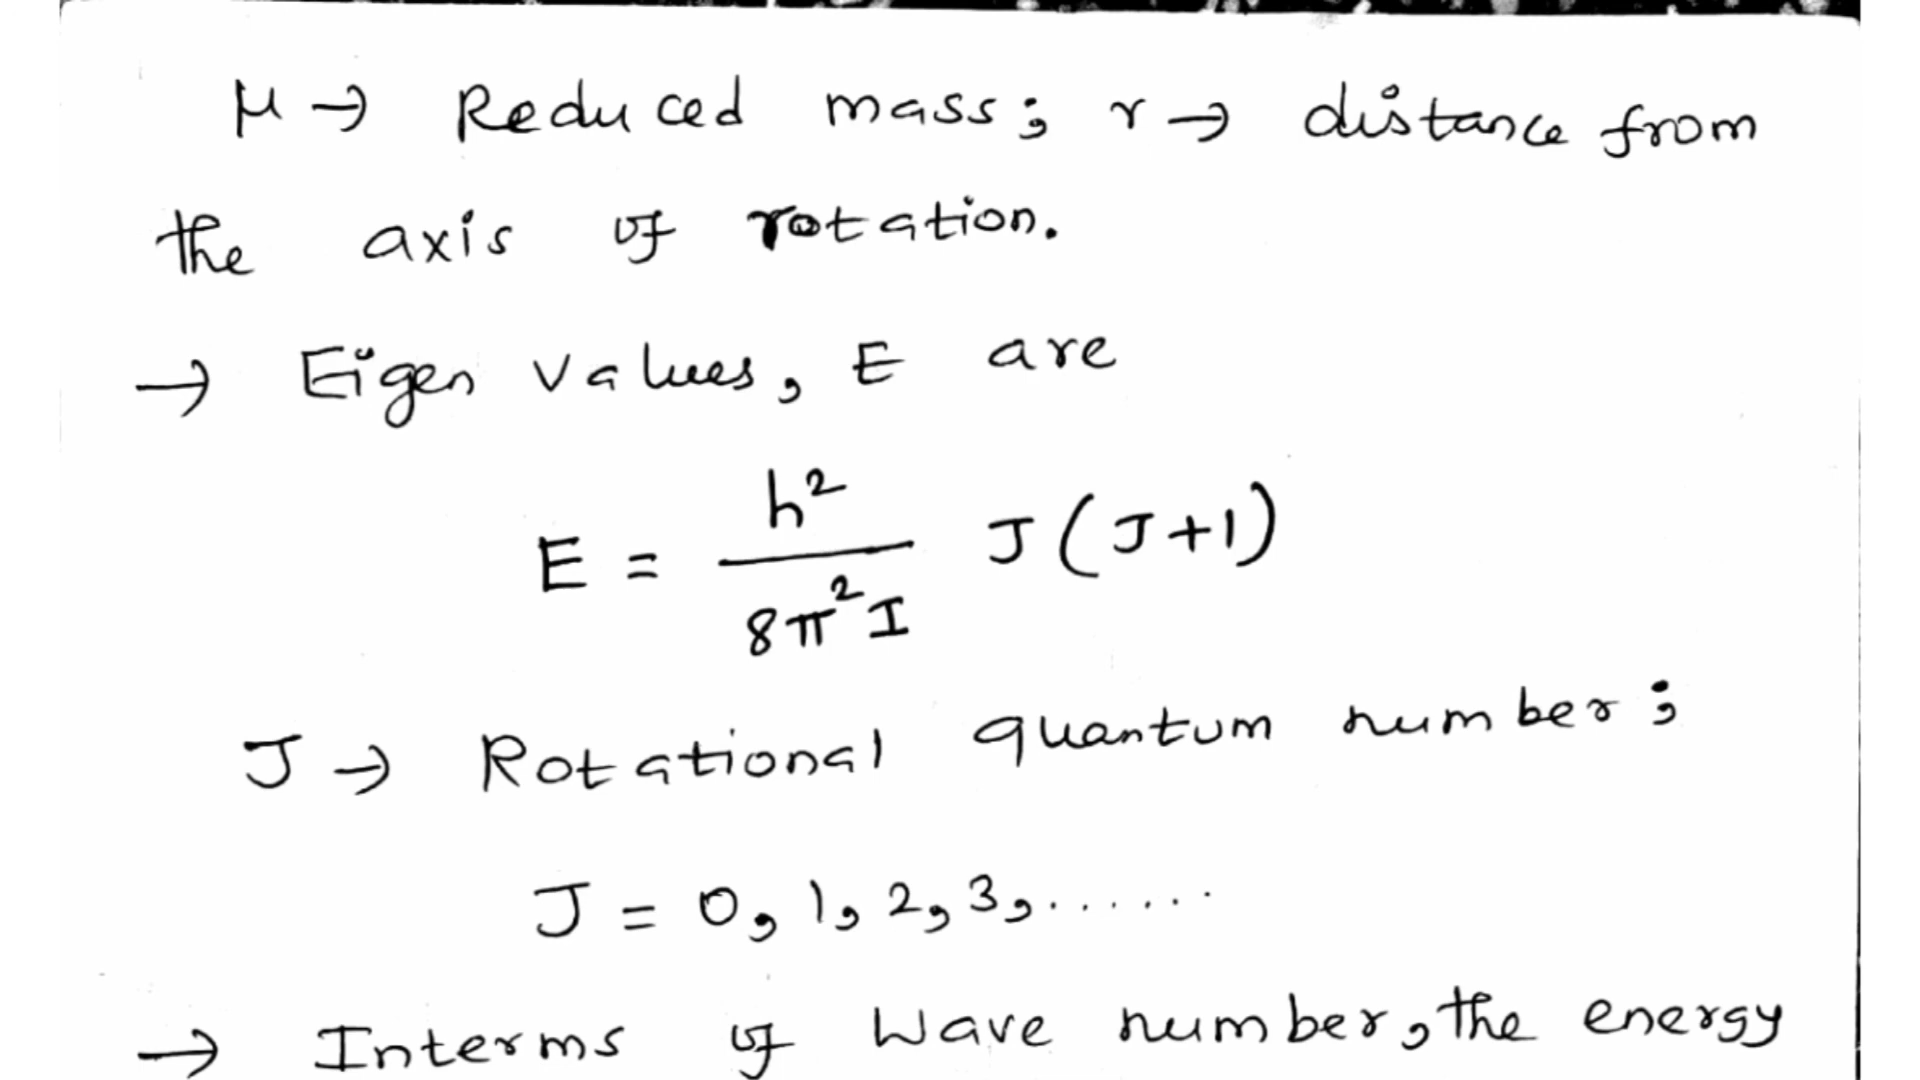 μ → Reduced mass; r → distance from
the axis of rotation.
→ Eigen values, E are
E = h²/8π²I J(J+1)
J → Rotational quantum number;
J = 0, 1, 2, 3, ......
→ Interms of Wave number, the energy